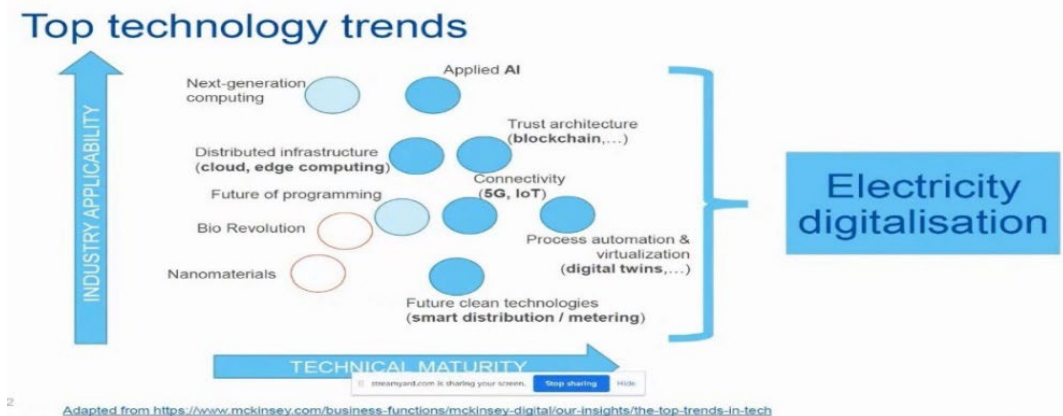 Top technology trends
INDUSTRY APPLICABILITY
Next-generation
computing
Applied AI
Trust architecture
(blockchain,...)
Distributed infrastructure
(cloud, edge computing)
Connectivity
(5G, IoT)
Future of programming
Bio Revolution
Process automation &
virtualization
(digital twins,...)
Nanomaterials
Future clean technologies
(smart distribution / metering)
Electricity
digitalisation
TECHNICAL MATURITY
streamyard.com is sharing your screen.
Stop sharing
Hide
2
Adapted from https://www.mckinsey.com/business-functions/mckinsey-digital/our-insights/the-top-trends-in-tech